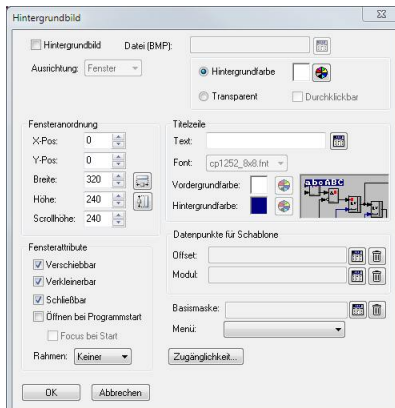 Hintergrundbild
Hintergrundbild
Datei (BMP):
Ausrichtung: Fenster
Hintergrundfarbe
Transparent
Durchklickbar
Fensteranordnung
X-Pos: 0
Y-Pos: 0
Breite: 320
Höhe: 240
Scrollhöhe: 240
Titelzeile
Text:
Font: cp1252_8x8.fnt
Vordergrundfarbe:
Hintergrundfarbe:
abcABC
Fensterattribute
Verschiebbar
Verkleinerbar
Schließbar
Öffnen bei Programmstart
Focus bei Start
Rahmen: Keiner
Datenpunkte für Schablone
Offset:
Modul:
Basismaske:
Menü:
Zugänglichkeit...
OK
Abbrechen